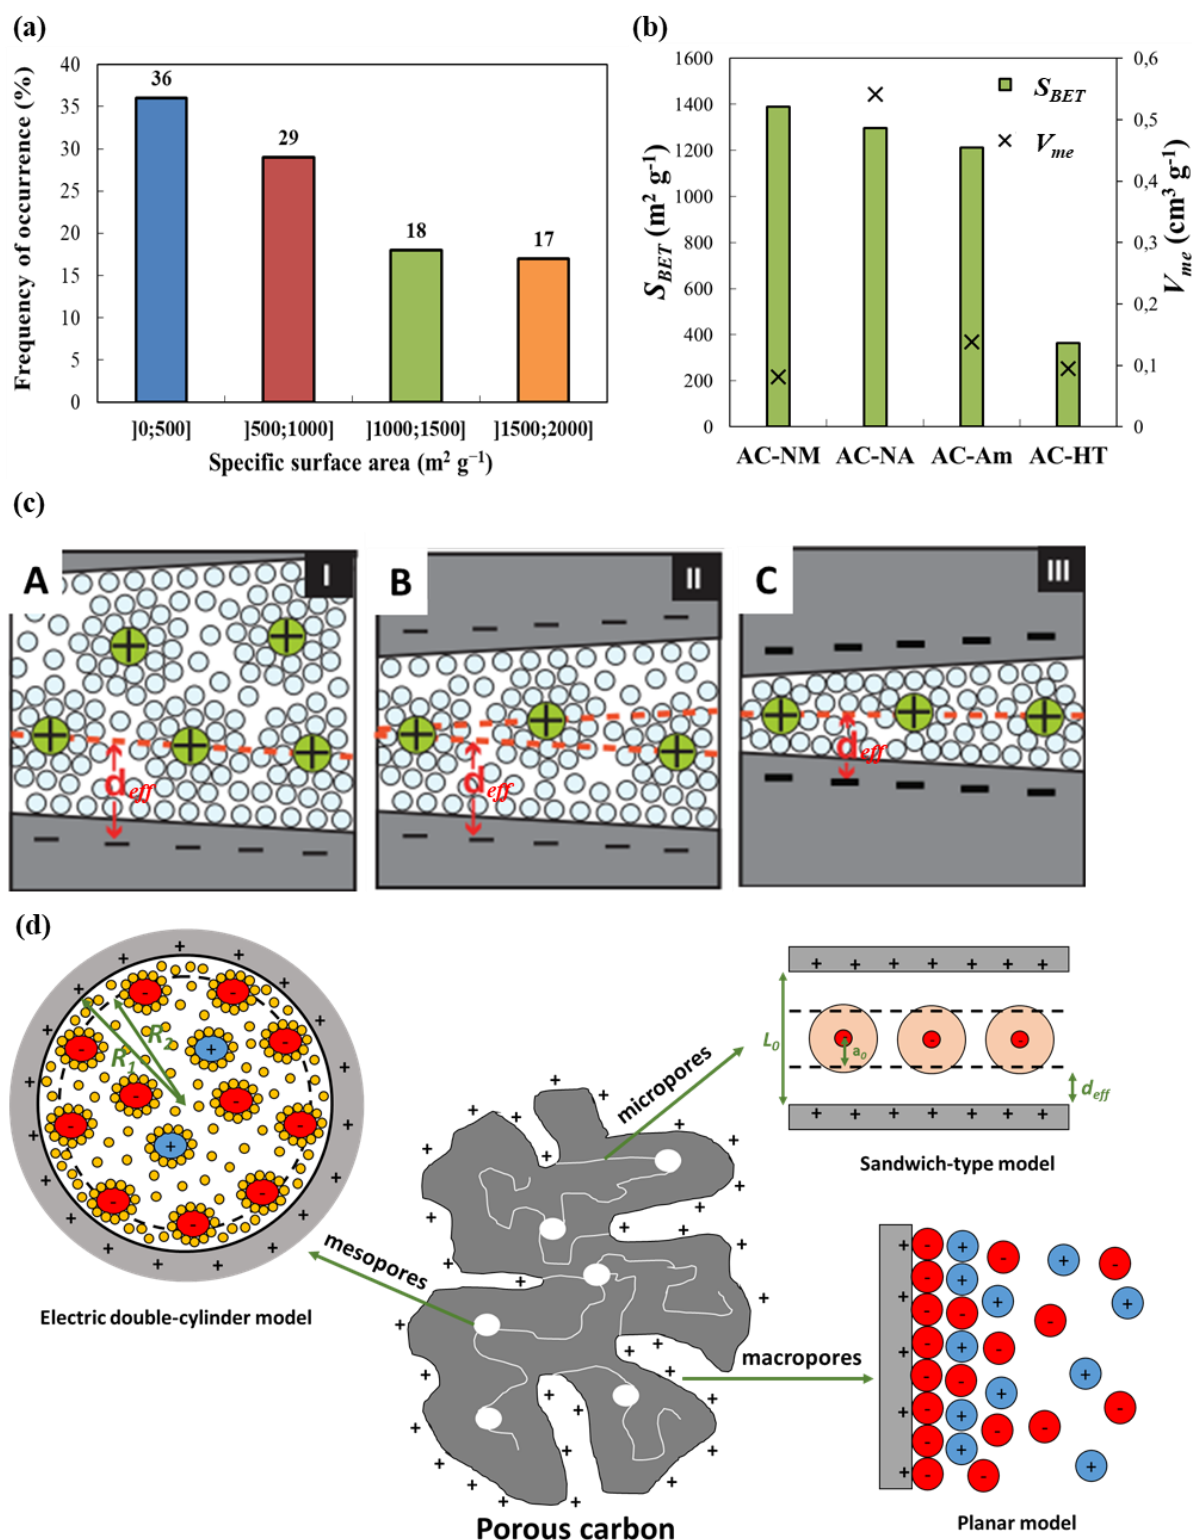 (a)
Frequency of occurrence (%)
40
35
30
25
20
15
10
5
0
36
29
18
17
]0;500]
]500;1000]
]1000;1500]
]1500;2000]
Specific surface area (m² g⁻¹)
(b)
S_BET (m² g⁻¹)
1600
1400
1200
1000
800
600
400
200
0
S_BET
V_me
0,6
0,5
0,4
0,3
0,2
0,1
0
V_me (cm³ g⁻¹)
AC-NM
AC-NA
AC-Am
AC-HT
(c)
A
I
d_eff
B
II
d_eff
C
III
d_eff
(d)
R₁
R₂
Electric double-cylinder model
mesopores
micropores
macropores
Porous carbon
L₀
a₀
d_eff
Sandwich-type model
Planar model